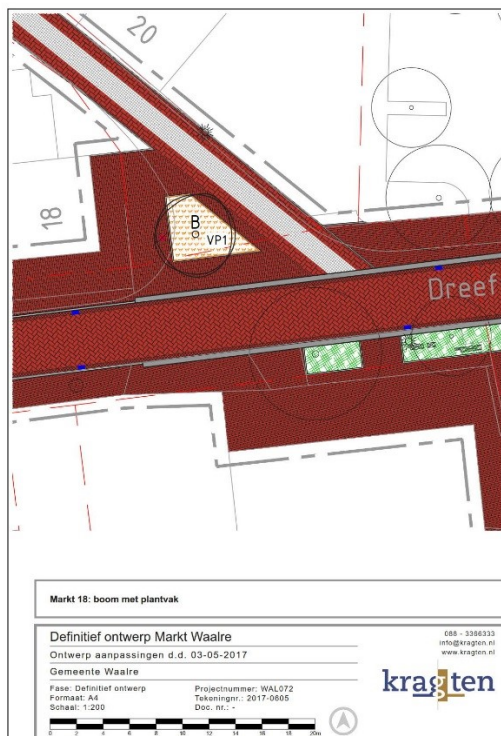 20
18
B
VP1
Dreef
Markt 18: boom met plantvak
Definitief ontwerp Markt Waalre
Ontwerp aanpassingen d.d. 03-05-2017
Gemeente Waalre
Fase: Definitief ontwerp
Formaat: A4
Schaal: 1:200
Projectnummer: WAL072
Tekeningnr.: 2017-0605
Doc. nr.: -
0 2 4 6 8 10 12 14 16 18 20m
088 - 3366333
info@kragten.nl
www.kragten.nl
kragten